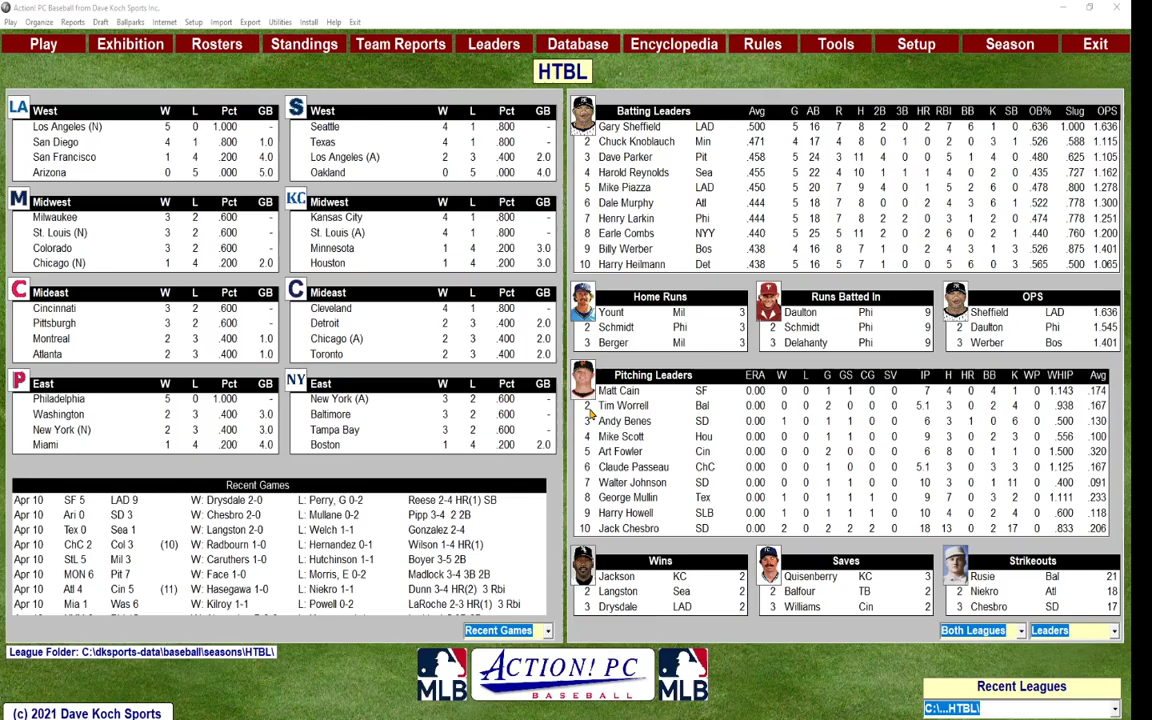 Action! PC Baseball from Dave Koch Sports Inc.
Play Organize Reports Draft Ballparks Internet Setup Import Export Utilities Install Help Exit
Play Exhibition Rosters Standings Team Reports Leaders Database Encyclopedia Rules Tools Setup Season Exit
HTBL
LA West W L Pct GB
Los Angeles (N) 5 0 1.000 -
San Diego 4 1 .800 1.0
San Francisco 1 4 .200 4.0
Arizona 0 5 .000 5.0
S West W L Pct GB
Seattle 4 1 .800 -
Texas 4 1 .800 -
Los Angeles (A) 2 3 .400 2.0
Oakland 0 5 .000 4.0
M Midwest W L Pct GB
Milwaukee 3 2 .600 -
St. Louis (N) 3 2 .600 -
Colorado 3 2 .600 -
Chicago (N) 1 4 .200 2.0
KC Midwest W L Pct GB
Kansas City 4 1 .800 -
St. Louis (A) 4 1 .800 -
Minnesota 1 4 .200 3.0
Houston 1 4 .200 3.0
C Mideast W L Pct GB
Cincinnati 3 2 .600 -
Pittsburgh 3 2 .600 -
Montreal 2 3 .400 1.0
Atlanta 2 3 .400 1.0
C Mideast W L Pct GB
Cleveland 4 1 .800 -
Detroit 2 3 .400 2.0
Chicago (A) 2 3 .400 2.0
Toronto 2 3 .400 2.0
P East W L Pct GB
Philadelphia 5 0 1.000 -
Washington 2 3 .400 3.0
New York (N) 2 3 .400 3.0
Miami 1 4 .200 4.0
NY East W L Pct GB
New York (A) 3 2 .600 -
Baltimore 3 2 .600 -
Tampa Bay 3 2 .600 -
Boston 1 4 .200 2.0
Recent Games
Apr 10 SF 5 LAD 9 W: Drysdale 2-0 L: Perry, G 0-2 Reese 2-4 HR(1) SB
Apr 10 Ari 0 SD 3 W: Chesbro 2-0 L: Mullane 0-2 Pipp 3-4 2 2B
Apr 10 Tex 0 Sea 1 W: Langston 2-0 L: Welch 1-1 Gonzalez 2-4
Apr 10 ChC 2 Col 3 (10) W: Radbourn 1-0 L: Hernandez 0-1 Wilson 1-4 HR(1)
Apr 10 StL 5 Mil 3 W: Caruthers 1-0 L: Hutchinson 1-1 Boyer 3-5 2B
Apr 10 MON 6 Pit 7 W: Face 1-0 L: Morris, E 0-2 Madlock 3-4 3B 2B
Apr 10 Atl 4 Cin 5 (11) W: Hasegawa 1-0 L: Niekro 1-1 Dunn 3-4 HR(2) 3 Rbi
Apr 10 Mia 1 Was 6 W: Kilroy 1-1 L: Powell 0-2 LaRoche 2-3 HR(1) 3 Rbi
Recent Games
Batting Leaders Avg G AB R H 2B 3B HR RBI BB K SB OB% Slug OPS
Gary Sheffield LAD .500 5 16 7 8 2 0 2 7 6 1 0 .636 1.000 1.636
2 Chuck Knoblauch Min .471 4 17 4 8 0 1 0 2 3 1 1 .526 .588 1.115
3 Dave Parker Pit .458 5 24 3 11 4 0 0 5 1 4 0 .480 .625 1.105
4 Harold Reynolds Sea .455 5 22 4 10 1 1 1 4 0 2 0 .435 .727 1.162
5 Mike Piazza LAD .450 5 20 7 9 4 0 1 5 2 6 0 .478 .800 1.278
6 Dale Murphy Atl .444 5 18 7 8 0 0 2 3 3 6 1 .522 .778 1.300
7 Henry Larkin Phi .444 5 18 7 8 2 2 0 3 1 2 0 .474 .778 1.251
8 Earle Combs NYY .440 5 25 5 11 0 2 2 6 0 2 1 .440 .760 1.200
9 Billy Werber Bos .438 4 16 8 7 1 0 2 4 3 1 3 .526 .875 1.401
10 Harry Heilmann Det .438 5 16 5 7 1 0 0 5 6 0 3 .565 .500 1.065
Home Runs
Yount Mil 3
2 Schmidt Phi 3
3 Berger Mil 3
Runs Batted In
Daulton Phi 9
2 Schmidt Phi 9
3 Delahanty Phi 9
OPS
Sheffield LAD 1.636
2 Daulton Phi 1.545
3 Werber Bos 1.401
Pitching Leaders ERA W L G GS CG SV IP H HR BB K WP WHIP Avg
Matt Cain SF 0.00 0 0 1 1 0 0 7 4 0 4 1 0 1.143 .174
2 Tim Worrell Bal 0.00 0 0 2 0 0 0 5.1 3 0 2 4 0 .938 .167
3 Andy Benes SD 0.00 1 0 1 1 0 0 6 3 1 0 6 0 .500 .130
4 Mike Scott Hou 0.00 0 0 1 1 0 0 9 3 0 2 3 0 .556 .100
5 Art Fowler Cin 0.00 0 0 2 0 0 0 6 8 0 1 1 0 1.500 .320
6 Claude Passeau ChC 0.00 0 0 1 0 0 0 5.1 3 0 3 3 0 1.125 .167
7 Walter Johnson SD 0.00 0 0 1 1 0 0 10 3 0 1 11 0 .400 .091
8 George Mullin Tex 0.00 1 0 1 1 1 0 9 7 0 3 2 0 1.111 .233
9 Harry Howell SLB 0.00 1 0 1 1 1 0 10 4 0 2 7 0 .600 .118
10 Jack Chesbro SD 0.00 2 0 2 2 2 0 18 13 0 2 17 0 .833 .206
Wins
Jackson KC 2
2 Langston Sea 2
3 Drysdale LAD 2
Saves
Quisenberry KC 3
2 Balfour TB 2
3 Williams Cin 2
Strikeouts
Rusie Bal 21
2 Niekro Atl 18
3 Chesbro SD 17
Both Leagues Leaders
League Folder: C:\dksports-data\baseball\seasons\HTBL\
MLB ACTION! PC BASEBALL MLB
Recent Leagues
C:\...HTBL\
(c) 2021 Dave Koch Sports